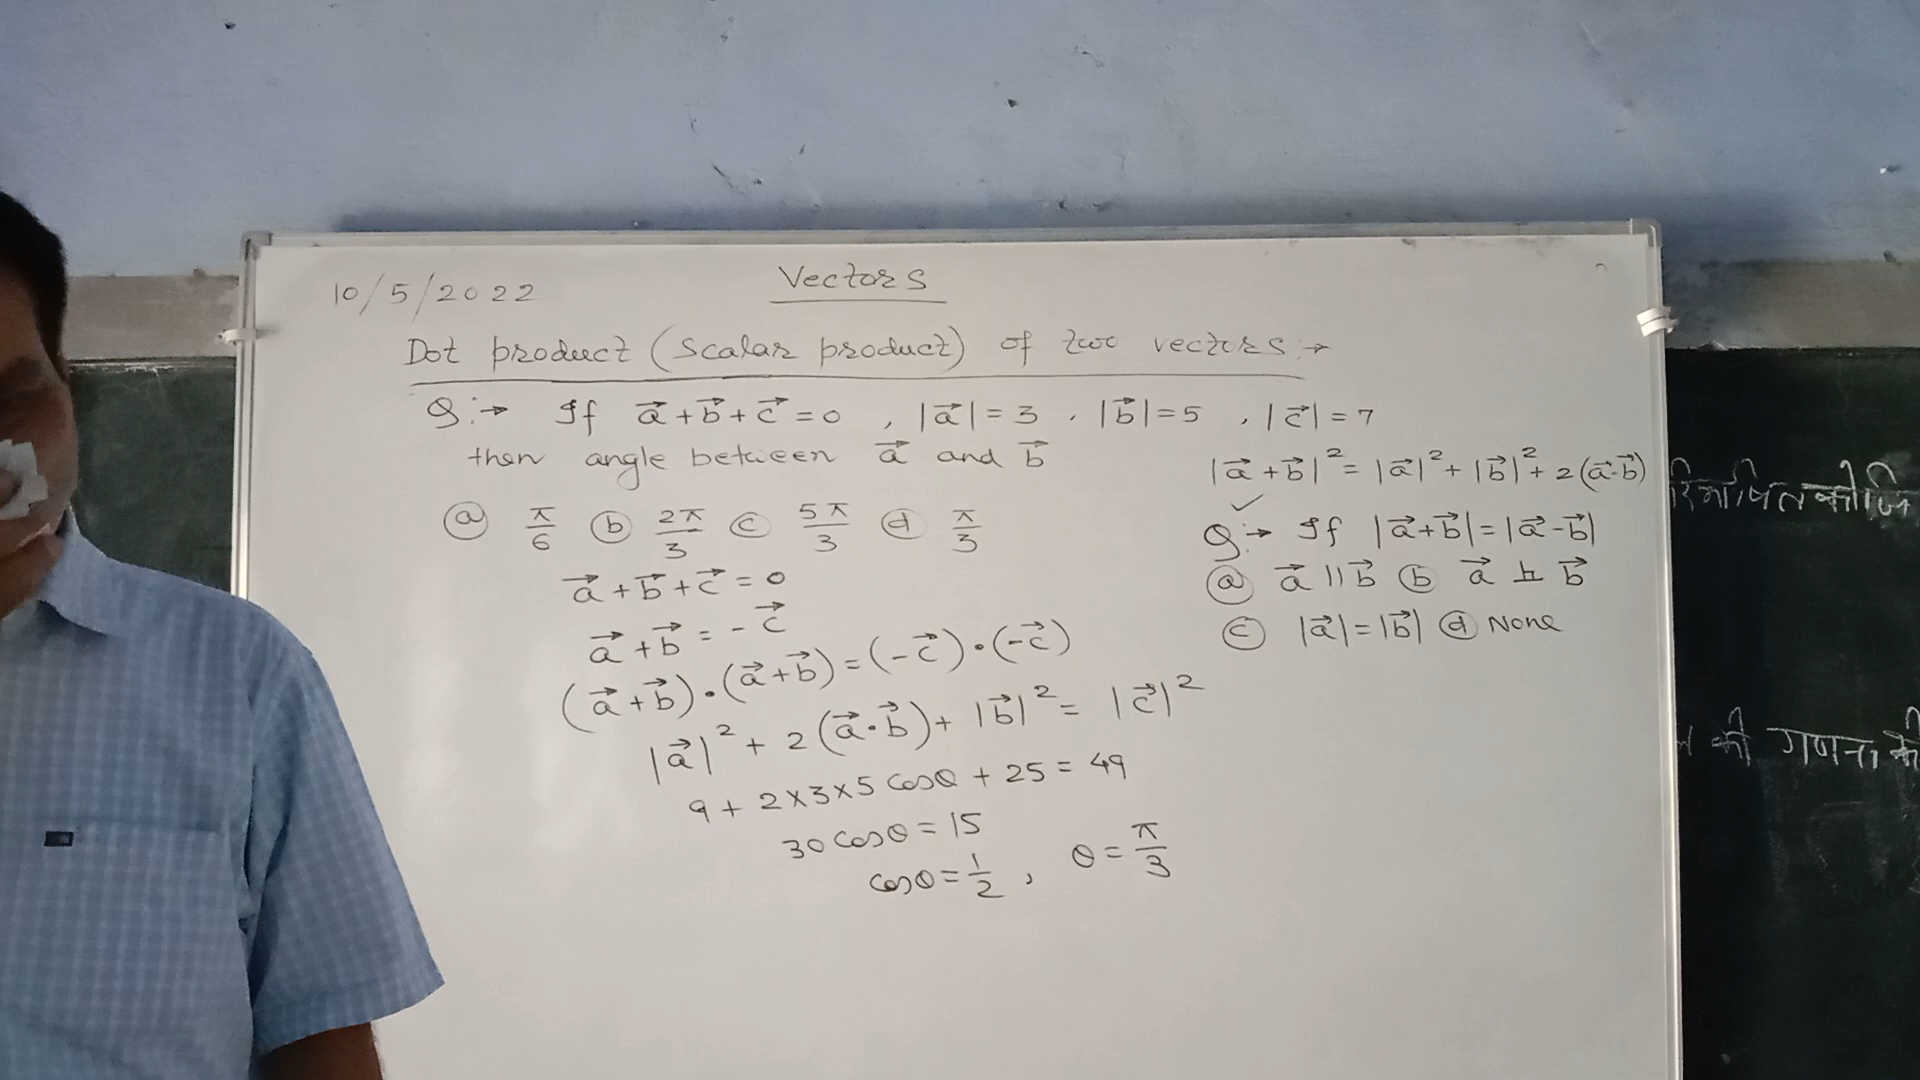 10/5/2022
Vectors
Dot product (Scalar product) of two vectors :→
Q :→ If a⃗ + b⃗ + c⃗ = 0 , |a⃗| = 3 , |b⃗| = 5 , |c⃗| = 7
then angle between a⃗ and b⃗
ⓐ π/6 ⓑ 2π/3 ⓒ 5π/3 ⓓ π/3
a⃗ + b⃗ + c⃗ = 0
a⃗ + b⃗ = - c⃗
(a⃗ + b⃗) · (a⃗ + b⃗) = (-c⃗) · (-c⃗)
|a⃗|² + 2 (a⃗ · b⃗) + |b⃗|² = |c⃗|²
9 + 2×3×5 cosθ + 25 = 49
30 cosθ = 15
cosθ = 1/2 , θ = π/3
|a⃗ + b⃗|² = |a⃗|² + |b⃗|² + 2 (a⃗·b⃗)
✓
Q :→ If |a⃗ + b⃗| = |a⃗ - b⃗|
ⓐ a⃗ || b⃗ ⓑ a⃗ ⊥ b⃗
ⓒ |a⃗| = |b⃗| ⓓ None
की गणना